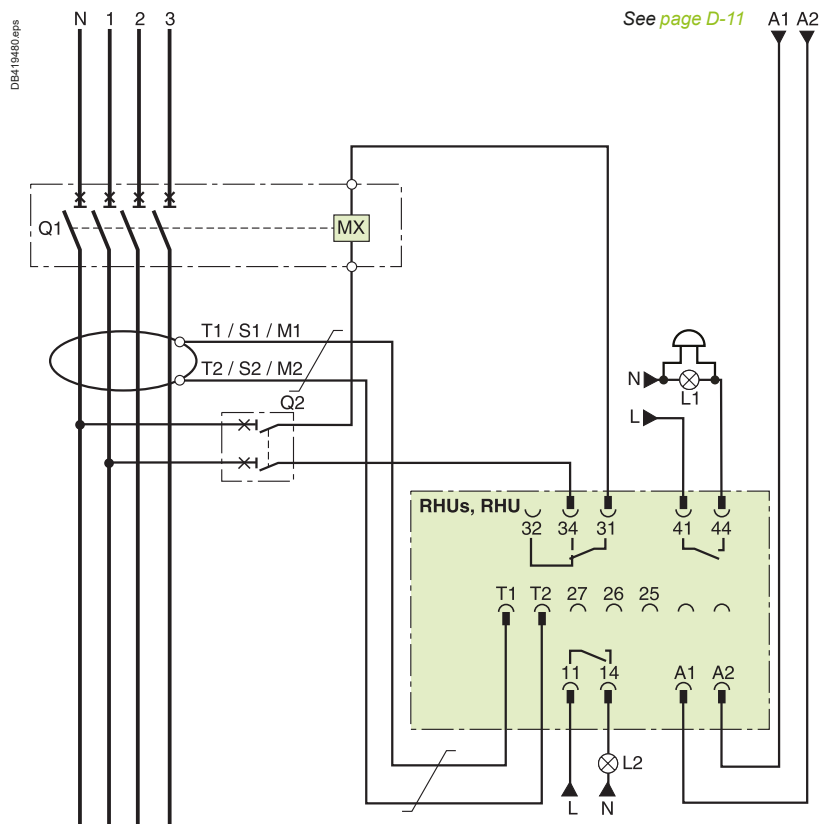 DB419480.eps
N 1 2 3
See page D-11 A1 A2
Q1
MX
T1 / S1 / M1
T2 / S2 / M2
Q2
N
L1
L
RHUs, RHU
32 34 31 41 44
T1 T2 27 26 25
11 14 A1 A2
L2
L N